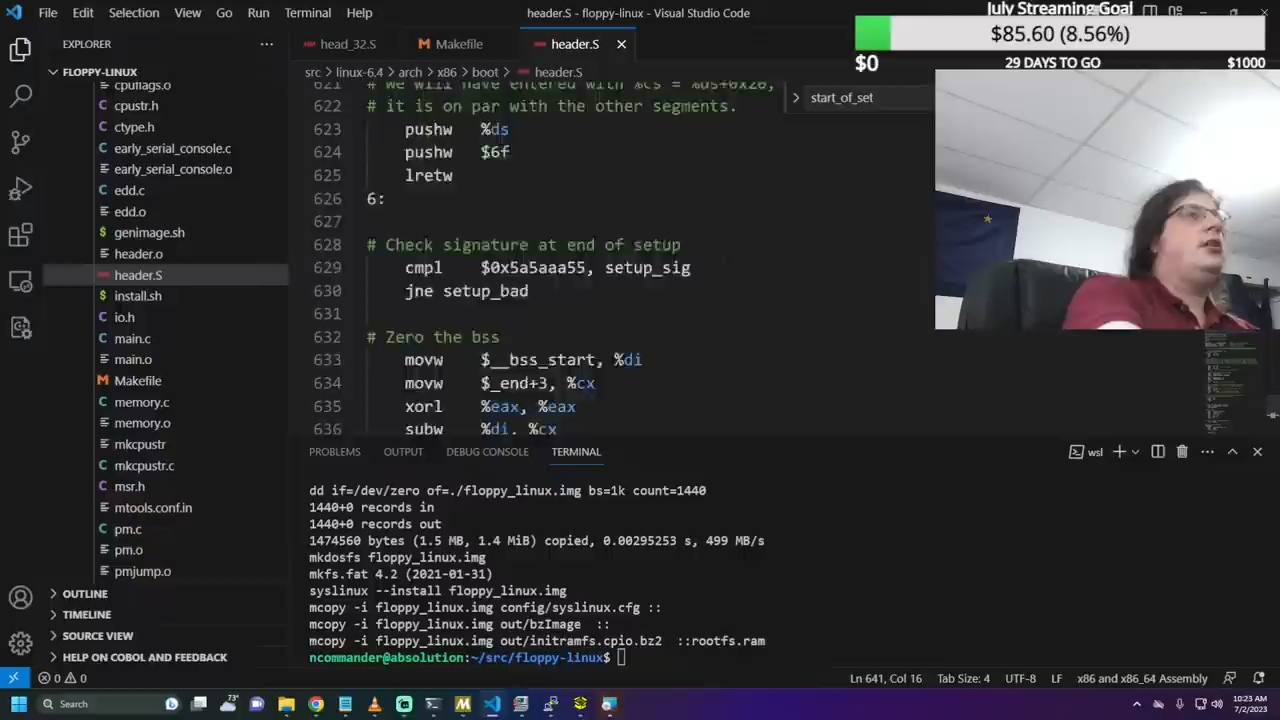 File Edit Selection View Go Run Terminal Help
header.S - floppy-linux - Visual Studio Code
July Streaming Goal
$85.60 (8.56%)
$0
29 DAYS TO GO
$1000
EXPLORER
head_32.S
Makefile
header.S
FLOPPY-LINUX
src > linux-6.4 > arch > x86 > boot > header.S
start_of_set
cpuflags.o
cpustr.h
ctype.h
early_serial_console.c
early_serial_console.o
edd.c
edd.o
genimage.sh
header.o
header.S
install.sh
io.h
main.c
main.o
Makefile
memory.c
memory.o
mkcpustr
mkcpustr.c
msr.h
mtools.conf.in
pm.c
pm.o
pmjump.o
OUTLINE
TIMELINE
SOURCE VIEW
HELP ON COBOL AND FEEDBACK
621 # We will have entered with %cs = %ds+0x20,
622 # it is on par with the other segments.
623 pushw %ds
624 pushw $6f
625 lretw
626 6:
627
628 # Check signature at end of setup
629 cmpl $0x5a5aaa55, setup_sig
630 jne setup_bad
631
632 # Zero the bss
633 movw $__bss_start, %di
634 movw $_end+3, %cx
635 xorl %eax, %eax
636 subw %di, %cx
PROBLEMS OUTPUT DEBUG CONSOLE TERMINAL
wsl
dd if=/dev/zero of=./floppy_linux.img bs=1k count=1440
1440+0 records in
1440+0 records out
1474560 bytes (1.5 MB, 1.4 MiB) copied, 0.00295253 s, 499 MB/s
mkdosfs floppy_linux.img
mkfs.fat 4.2 (2021-01-31)
syslinux --install floppy_linux.img
mcopy -i floppy_linux.img config/syslinux.cfg ::
mcopy -i floppy_linux.img out/bzImage ::
mcopy -i floppy_linux.img out/initramfs.cpio.bz2 ::rootfs.ram
ncommander@absolution:~/src/floppy-linux$
0 0
Ln 641, Col 16 Tab Size: 4 UTF-8 LF x86 and x86_64 Assembly
Search
73°
10:23 AM
7/2/2023